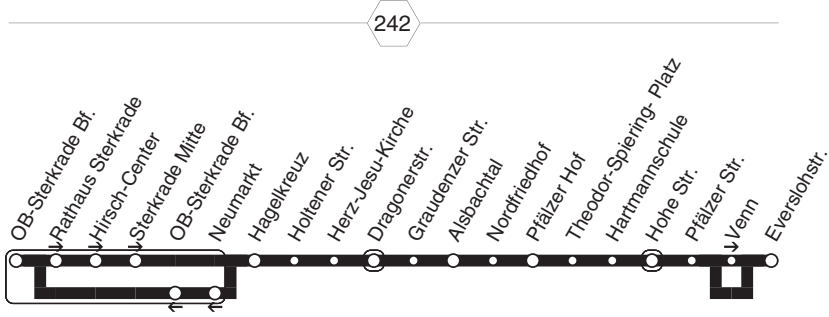 242
OB-Sterkrade Bf.
Rathaus Sterkrade
Hirsch-Center
Sterkrade Mitte
OB-Sterkrade Bf.
Neumarkt
Hagelkreuz
Holtener Str.
Herz-Jesu-Kirche
Dragonerstr.
Graudenzer Str.
Alsbachtal
Nordfriedhof
Pfälzer Hof
Theodor-Spiering- Platz
Hartmannschule
Hohe Str.
Pfälzer Str.
Venn
Everslohstr.